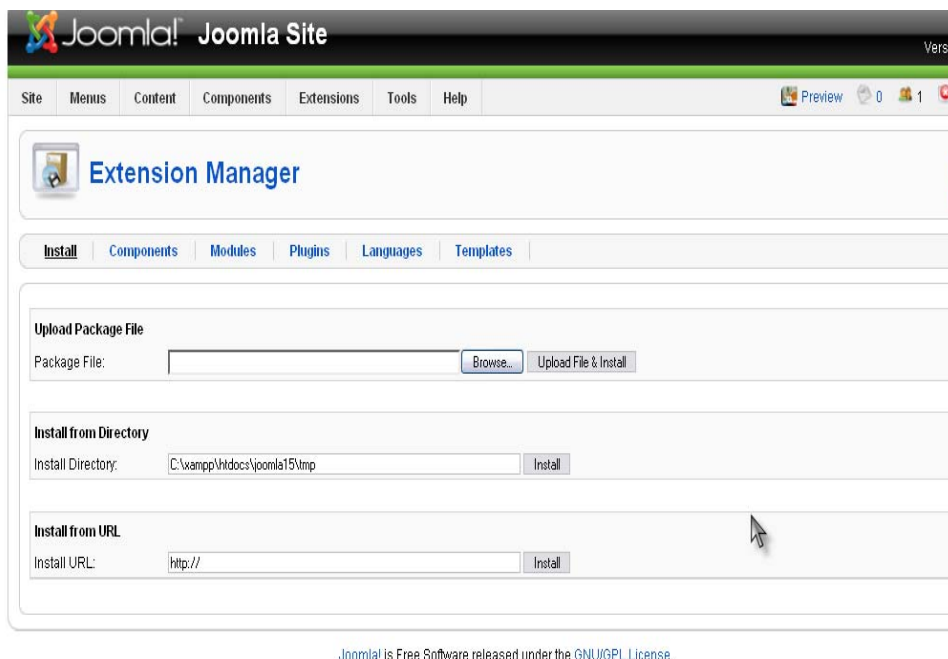 Joomla! Joomla Site
Vers
Site Menus Content Components Extensions Tools Help Preview 0 1
Extension Manager
Install Components Modules Plugins Languages Templates
Upload Package File
Package File: Browse... Upload File & Install
Install from Directory
Install Directory: C:\xampp\htdocs\joomla15\tmp Install
Install from URL
Install URL: http:// Install
Joomla! is Free Software released under the GNU/GPL License.